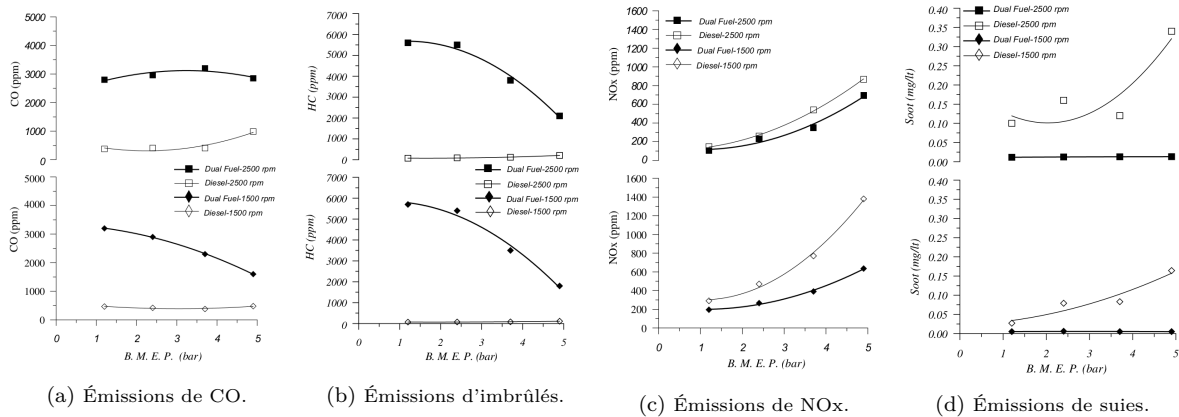 5000
4000
3000
2000
1000
0
CO (ppm)
Dual Fuel-2500 rpm
Diesel-2500 rpm
Dual Fuel-1500 rpm
Diesel-1500 rpm
5000
4000
3000
2000
1000
0
CO (ppm)
0 1 2 3 4 5
B. M. E. P. (bar)
(a) Émissions de CO.
7000
6000
5000
4000
3000
2000
1000
0
HC (ppm)
Dual Fuel-2500 rpm
Diesel-2500 rpm
Dual Fuel-1500 rpm
Diesel-1500 rpm
7000
6000
5000
4000
3000
2000
1000
0
HC (ppm)
0 1 2 3 4 5
B. M. E. P. (bar)
(b) Émissions d'imbrûlés.
1600
1400
1200
1000
800
600
400
200
0
NOx (ppm)
Dual Fuel-2500 rpm
Diesel-2500 rpm
Dual Fuel-1500 rpm
Diesel-1500 rpm
1600
1400
1200
1000
800
600
400
200
0
NOx (ppm)
0 1 2 3 4 5
B. M. E. P. (bar)
(c) Émissions de NOx.
0.40
0.35
0.30
0.25
0.20
0.15
0.10
0.05
0.00
Soot (mg/lt)
Dual Fuel-2500 rpm
Diesel-2500 rpm
Dual Fuel-1500 rpm
Diesel-1500 rpm
0.40
0.35
0.30
0.25
0.20
0.15
0.10
0.05
0.00
Soot (mg/lt)
0 1 2 3 4 5
B. M. E. P. (bar)
(d) Émissions de suies.